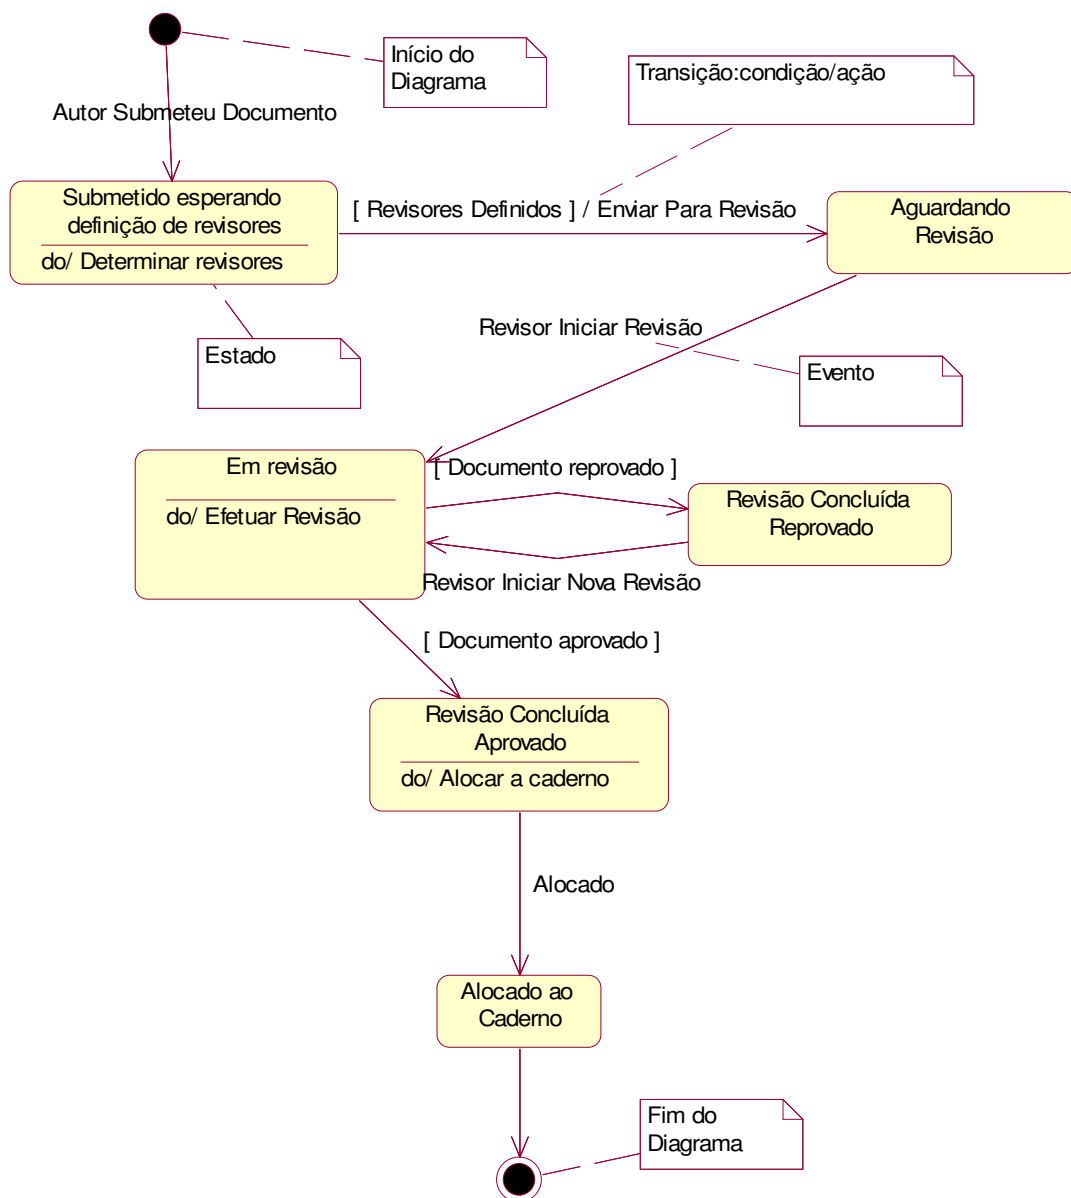 Início do
Diagrama
Transição:condição/ação
Autor Submeteu Documento
Submetido esperando
definição de revisores
do/ Determinar revisores
[ Revisores Definidos ] / Enviar Para Revisão
Aguardando
Revisão
Revisor Iniciar Revisão
Estado
Evento
Em revisão
do/ Efetuar Revisão
[ Documento reprovado ]
Revisão Concluída
Reprovado
Revisor Iniciar Nova Revisão
[ Documento aprovado ]
Revisão Concluída
Aprovado
do/ Alocar a caderno
Alocado
Alocado ao
Caderno
Fim do
Diagrama